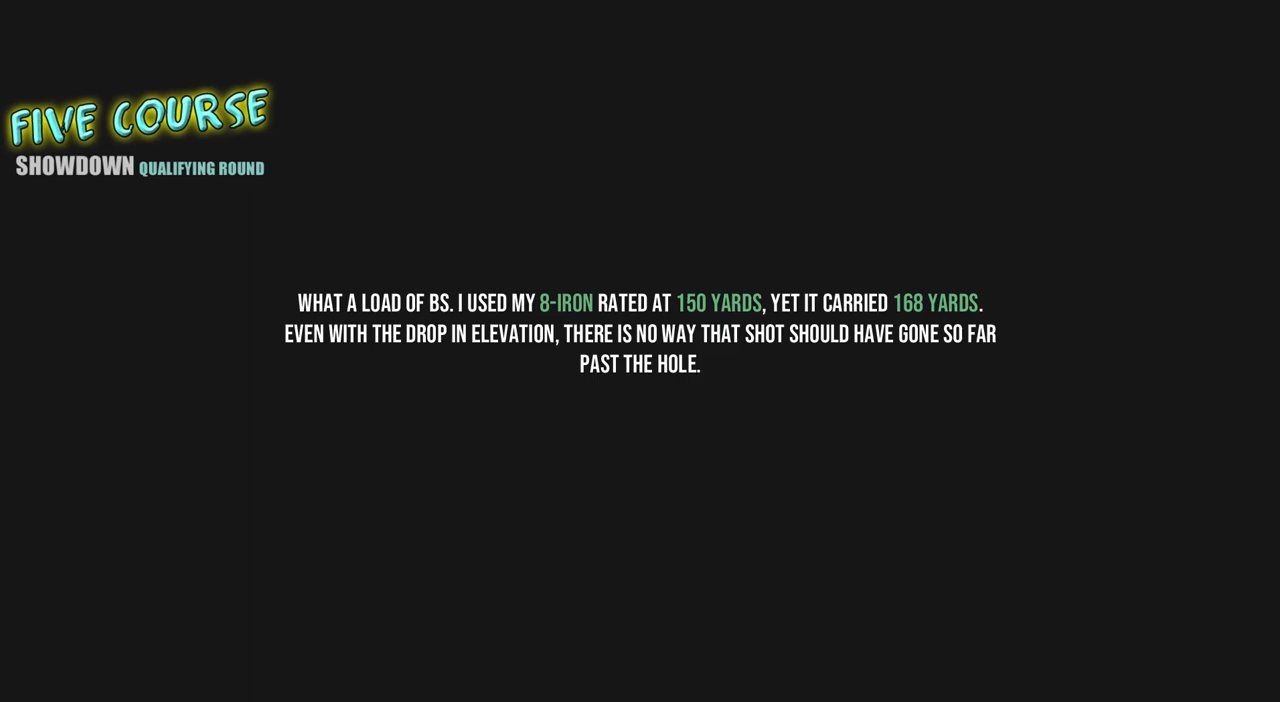 FIVE COURSE
SHOWDOWN QUALIFYING ROUND
WHAT A LOAD OF BS. I USED MY 8-IRON RATED AT 150 YARDS, YET IT CARRIED 168 YARDS.
EVEN WITH THE DROP IN ELEVATION, THERE IS NO WAY THAT SHOT SHOULD HAVE GONE SO FAR
PAST THE HOLE.